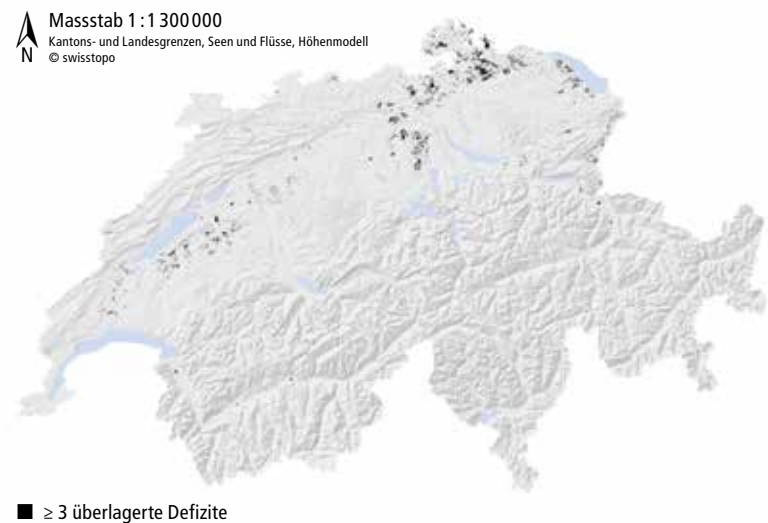 Massstab 1:1 300 000
Kantons- und Landesgrenzen, Seen und Flüsse, Höhenmodell
© swisstopo
N
≥ 3 überlagerte Defizite